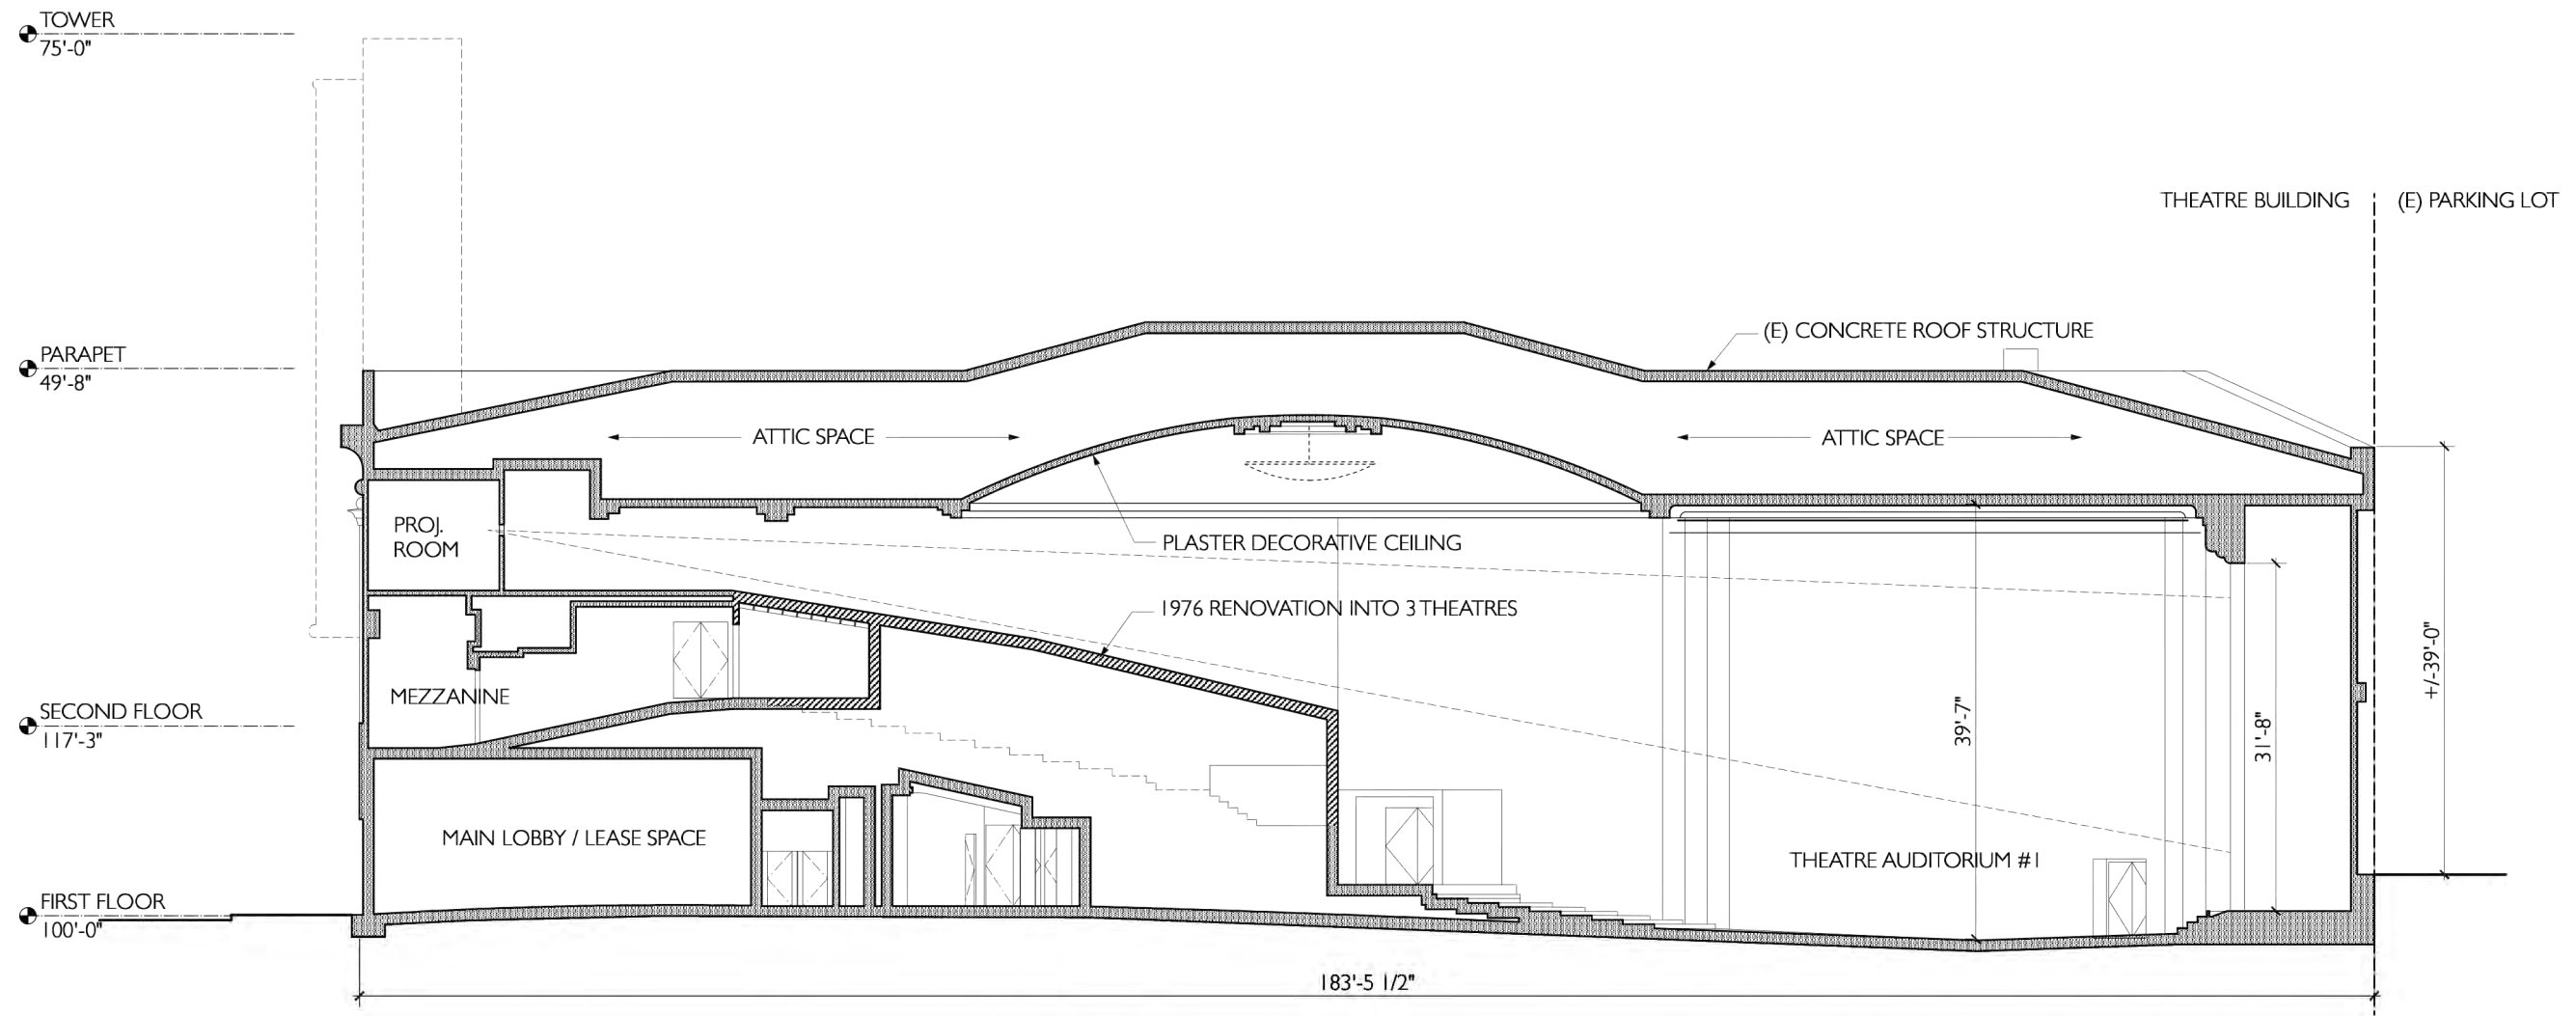 TOWER
75'-0"
THEATRE BUILDING
(E) PARKING LOT
(E) CONCRETE ROOF STRUCTURE
PARAPET
49'-8"
ATTIC SPACE
ATTIC SPACE
PROJ.
ROOM
PLASTER DECORATIVE CEILING
1976 RENOVATION INTO 3 THEATRES
MEZZANINE
SECOND FLOOR
117'-3"
39'-7"
31'-8"
+/-39'-0"
MAIN LOBBY / LEASE SPACE
THEATRE AUDITORIUM #1
FIRST FLOOR
100'-0"
183'-5 1/2"